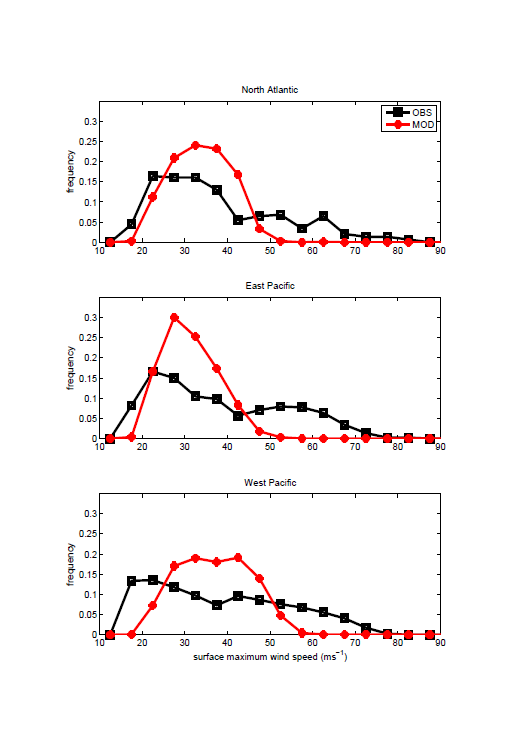 North Atlantic
0.3
0.25
0.2
0.15
0.1
0.05
0
frequency
OBS
MOD
10 20 30 40 50 60 70 80 90
East Pacific
0.3
0.25
0.2
0.15
0.1
0.05
0
frequency
10 20 30 40 50 60 70 80 90
West Pacific
0.3
0.25
0.2
0.15
0.1
0.05
0
frequency
10 20 30 40 50 60 70 80 90
surface maximum wind speed (ms⁻¹)